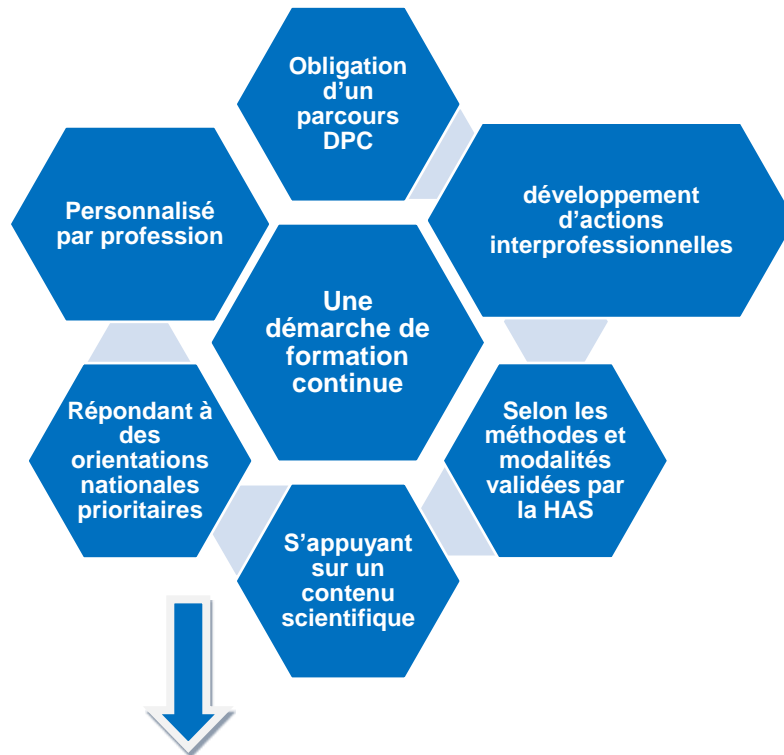 Obligation
d’un
parcours
DPC
développement
d’actions
interprofessionnelles
Personnalisé
par profession
Une
démarche de
formation
continue
Répondant à
des
orientations
nationales
prioritaires
Selon les
méthodes et
modalités
validées par
la HAS
S’appuyant
sur un
contenu
scientifique